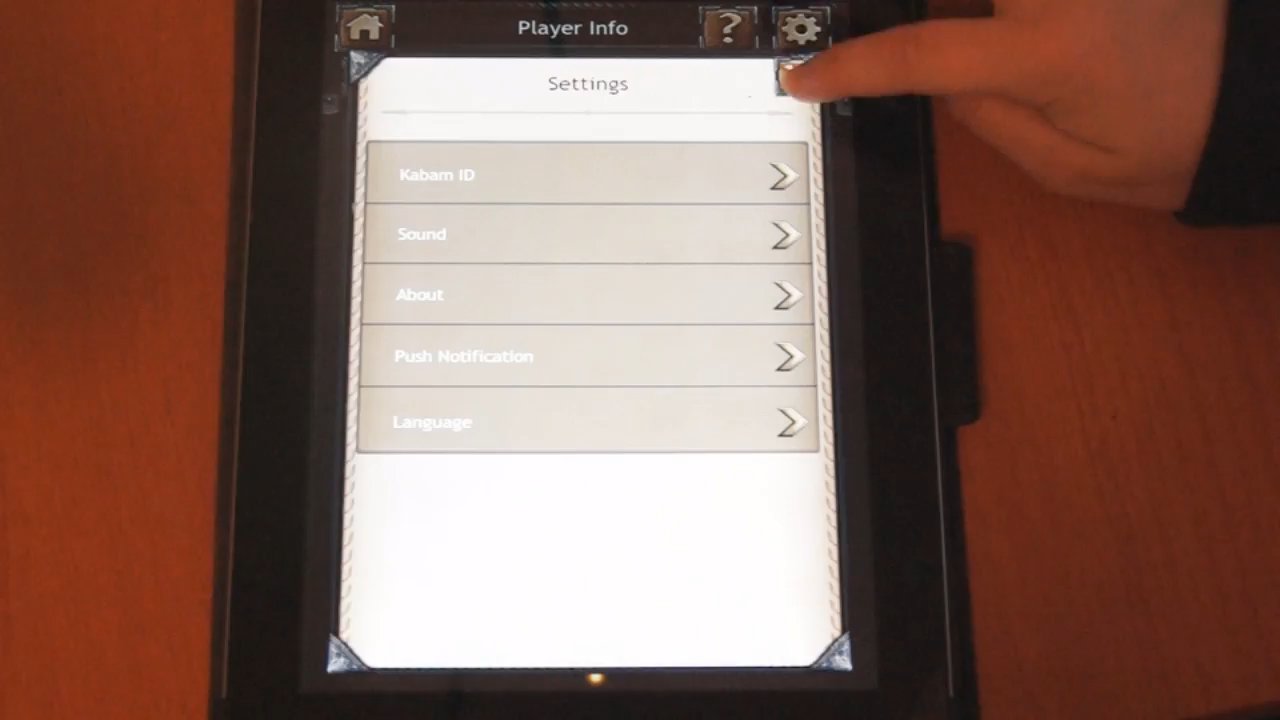 Player Info
?
Settings
Kabam ID
Sound
About
Push Notification
Language